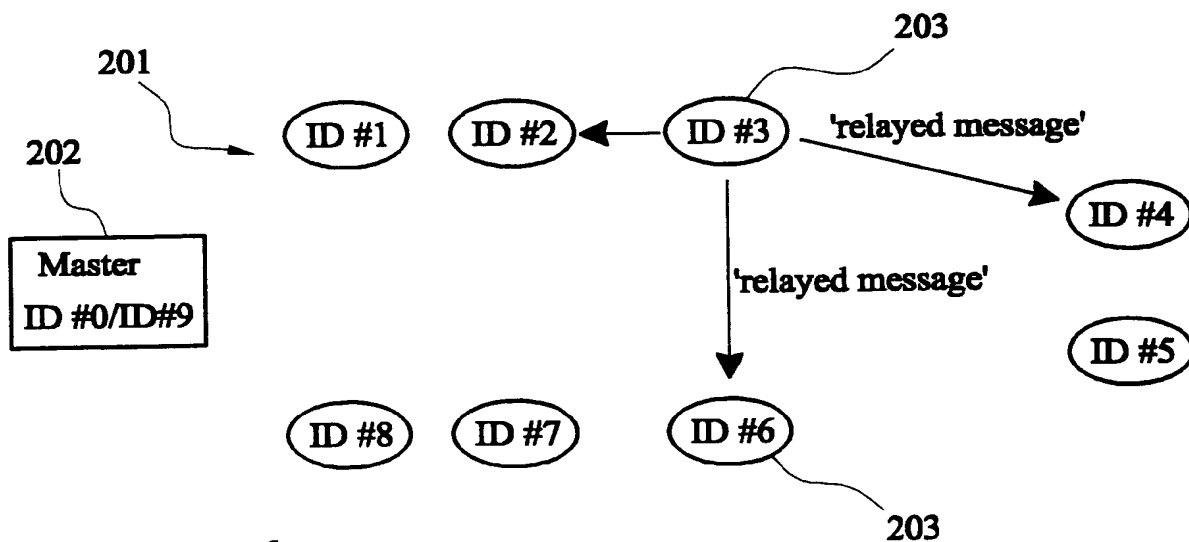 203
201
ID #1
ID #2
ID #3
'relayed message'
202
ID #4
Master
ID #0/ID#9
'relayed message'
ID #5
ID #8
ID #7
ID #6
203